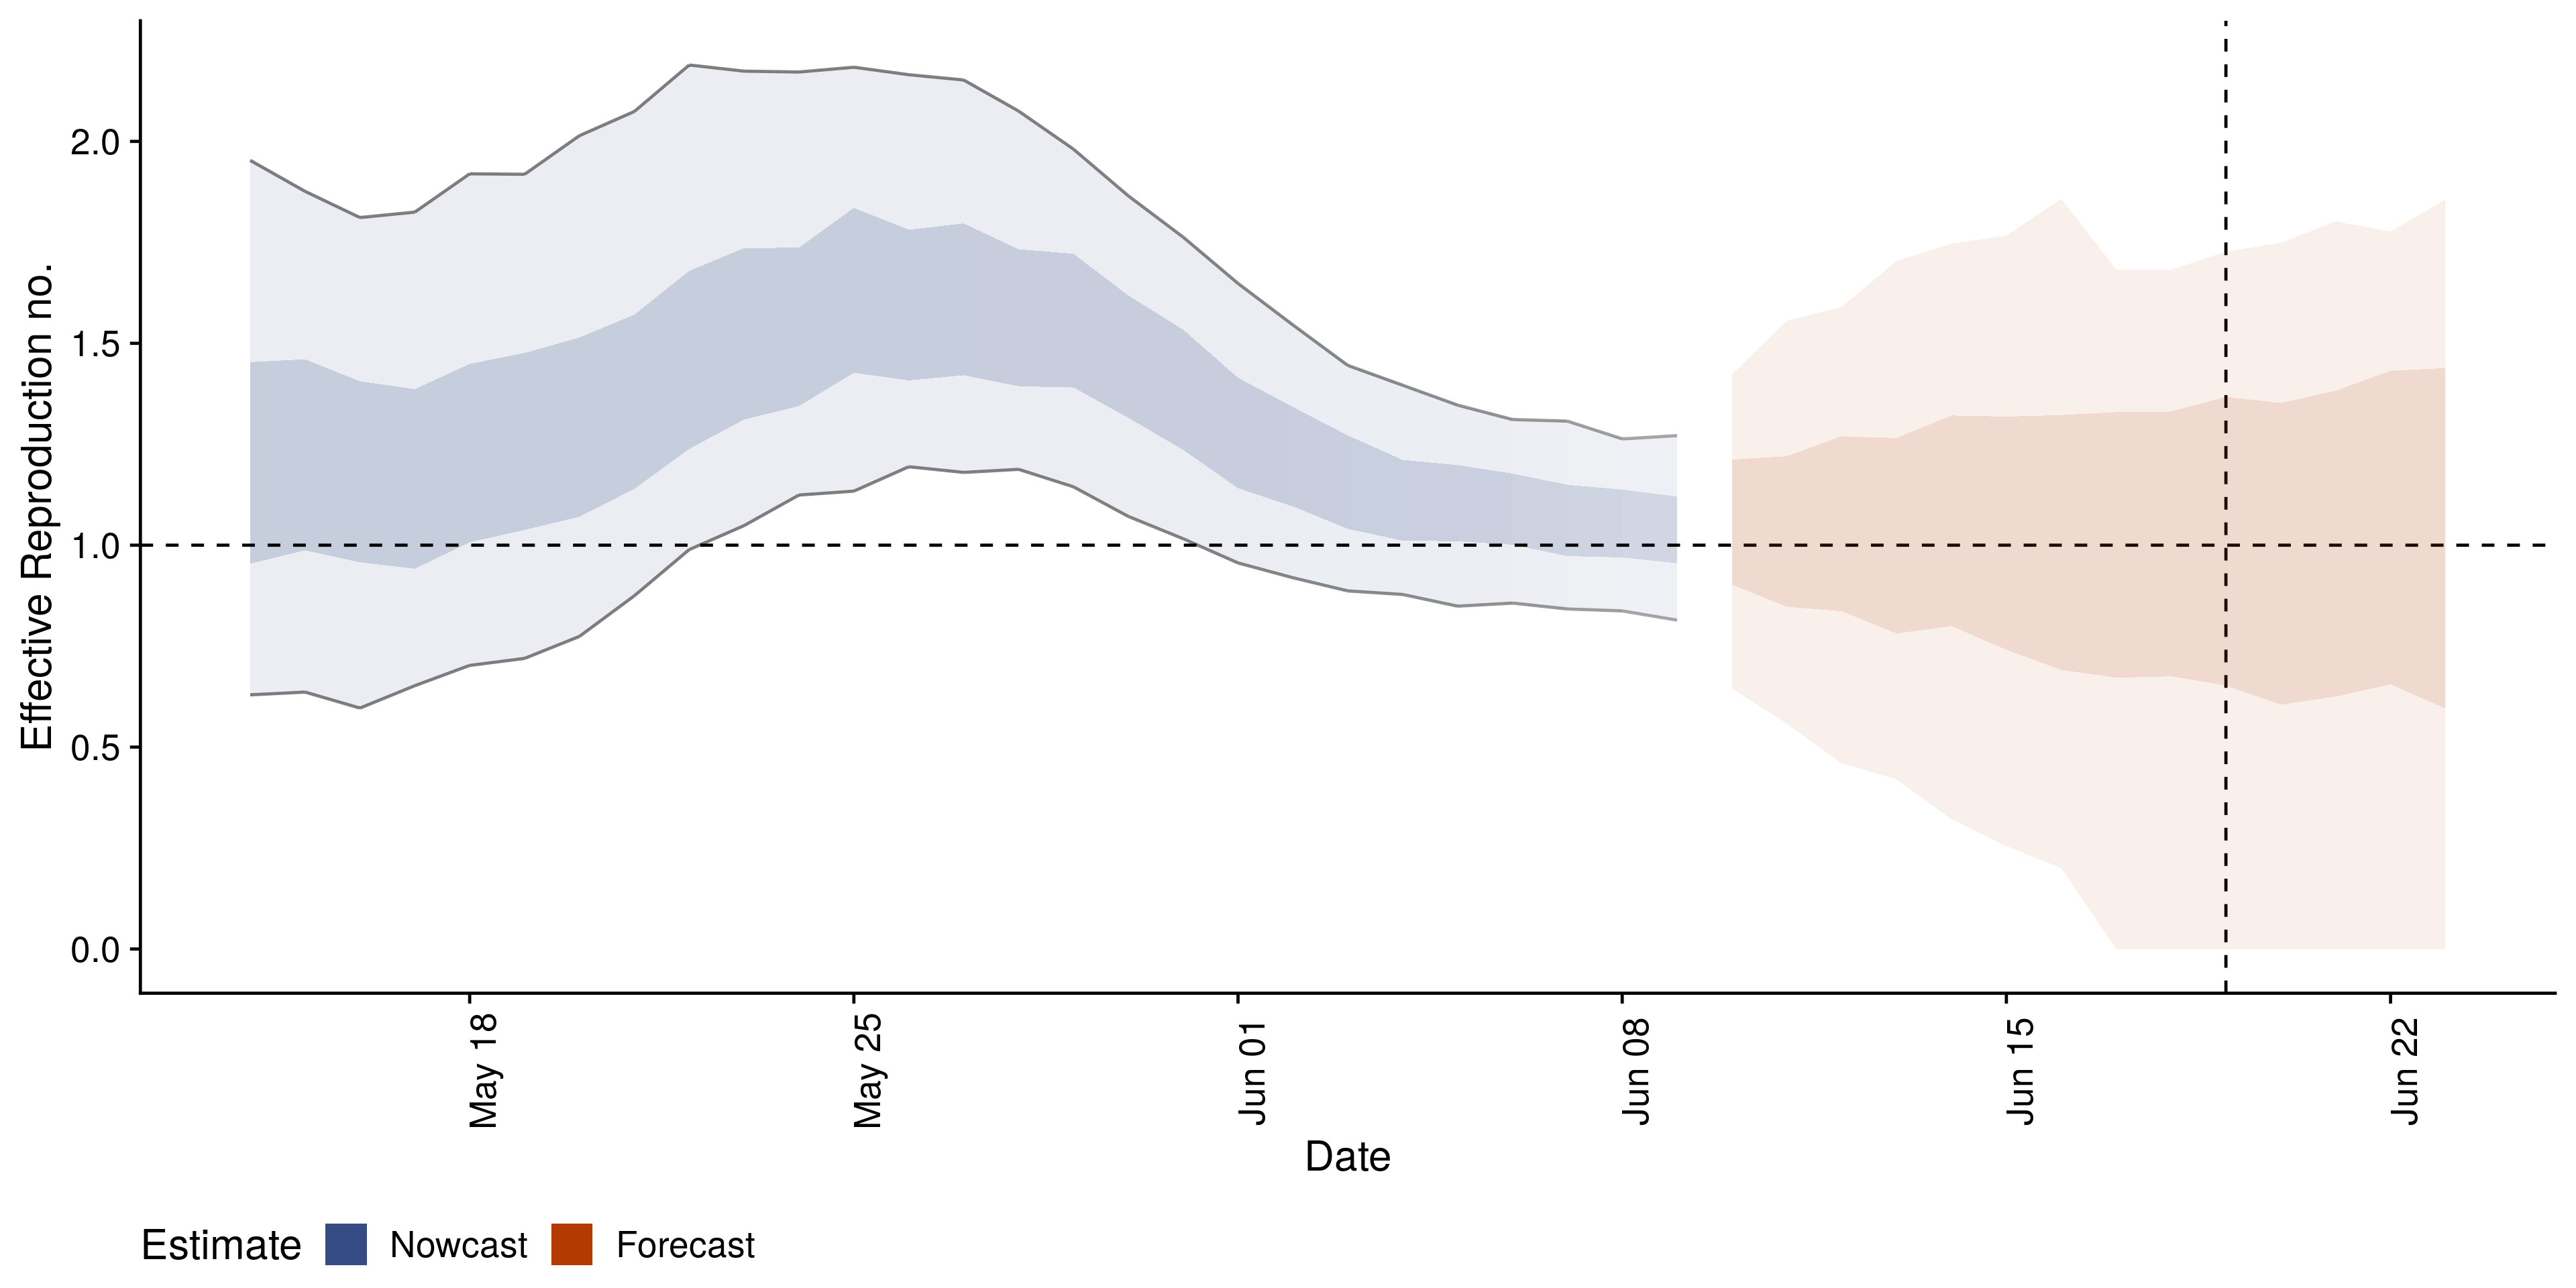 Effective Reproduction no.
2.0
1.5
1.0
0.5
0.0
May 18
May 25
Jun 01
Jun 08
Jun 15
Jun 22
Date
Estimate Nowcast Forecast